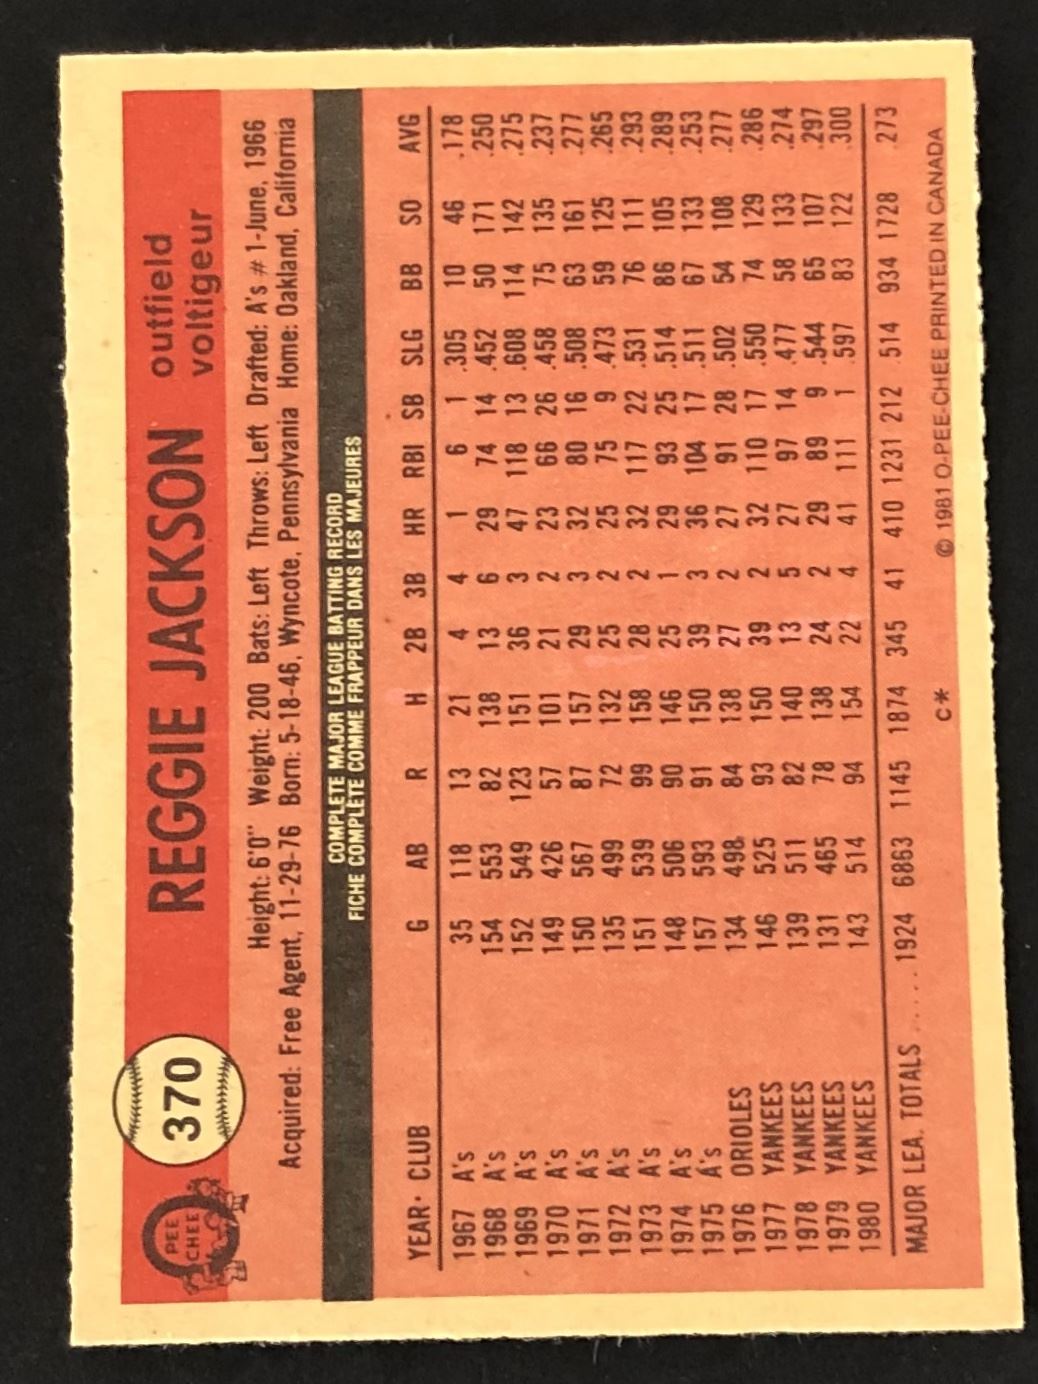 PEE
CHEE
370
REGGIE JACKSON
outfield
voltigeur
Height: 6'0" Weight: 200 Bats: Left Throws: Left Drafted: A's #1-June, 1966
Acquired: Free Agent, 11-29-76 Born: 5-18-46, Wyncote, Pennsylvania Home: Oakland, California
COMPLETE MAJOR LEAGUE BATTING RECORD
FICHE COMPLÈTE COMME FRAPPEUR DANS LES MAJEURES
YEAR· CLUB G AB R H 2B 3B HR RBI SB SLG BB SO AVG
1967 A's 35 118 13 21 4 4 1 6 1 .305 10 46 .178
1968 A's 154 553 82 138 13 6 29 74 14 .452 50 171 .250
1969 A's 152 549 123 151 36 3 47 118 13 .608 114 142 .275
1970 A's 149 426 57 101 21 2 23 66 26 .458 75 135 .237
1971 A's 150 567 87 157 29 3 32 80 16 .508 63 161 .277
1972 A's 135 499 72 132 25 2 25 75 9 .473 59 125 .265
1973 A's 151 539 99 158 28 2 32 117 22 .531 76 111 .293
1974 A's 148 506 90 146 25 1 29 93 25 .514 86 105 .289
1975 A's 157 593 91 150 39 3 36 104 17 .511 67 133 .253
1976 ORIOLES 134 498 84 138 27 2 27 91 28 .502 54 108 .277
1977 YANKEES 146 525 93 150 39 2 32 110 17 .550 74 129 .286
1978 YANKEES 139 511 82 140 13 5 27 97 14 .477 58 133 .274
1979 YANKEES 131 465 78 138 24 2 29 89 9 .544 65 107 .297
1980 YANKEES 143 514 94 154 22 4 41 111 1 .597 83 122 .300
MAJOR LEA. TOTALS ...... 1924 6863 1145 1874 345 41 410 1231 212 514 934 1728 273
C* © 1981 O-PEE-CHEE PRINTED IN CANADA